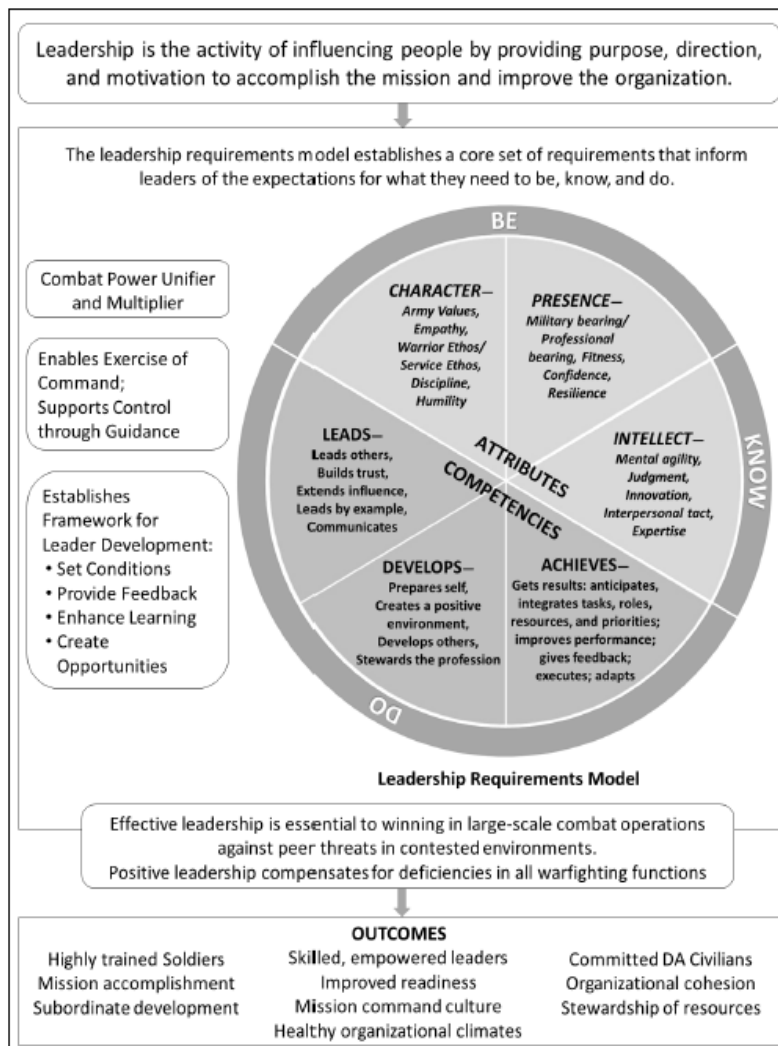 Leadership is the activity of influencing people by providing purpose, direction,
and motivation to accomplish the mission and improve the organization.
The leadership requirements model establishes a core set of requirements that inform
leaders of the expectations for what they need to be, know, and do.
Combat Power Unifier
and Multiplier
Enables Exercise of
Command;
Supports Control
through Guidance
Establishes
Framework for
Leader Development:
• Set Conditions
• Provide Feedback
• Enhance Learning
• Create
Opportunities
BE
CHARACTER—
Army Values,
Empathy,
Warrior Ethos/
Service Ethos,
Discipline,
Humility
PRESENCE—
Military bearing/
Professional
bearing, Fitness,
Confidence,
Resilience
KNOW
INTELLECT—
Mental agility,
Judgment,
Innovation,
Interpersonal tact,
Expertise
ATTRIBUTES
COMPETENCIES
LEADS—
Leads others,
Builds trust,
Extends influence,
Leads by example,
Communicates
DEVELOPS—
Prepares self,
Creates a positive
environment,
Develops others,
Stewards the profession
ACHIEVES—
Gets results: anticipates,
integrates tasks, roles,
resources, and priorities;
improves performance;
gives feedback;
executes; adapts
DO
Leadership Requirements Model
Effective leadership is essential to winning in large-scale combat operations
against peer threats in contested environments.
Positive leadership compensates for deficiencies in all warfighting functions
OUTCOMES
Highly trained Soldiers
Mission accomplishment
Subordinate development
Skilled, empowered leaders
Improved readiness
Mission command culture
Healthy organizational climates
Committed DA Civilians
Organizational cohesion
Stewardship of resources